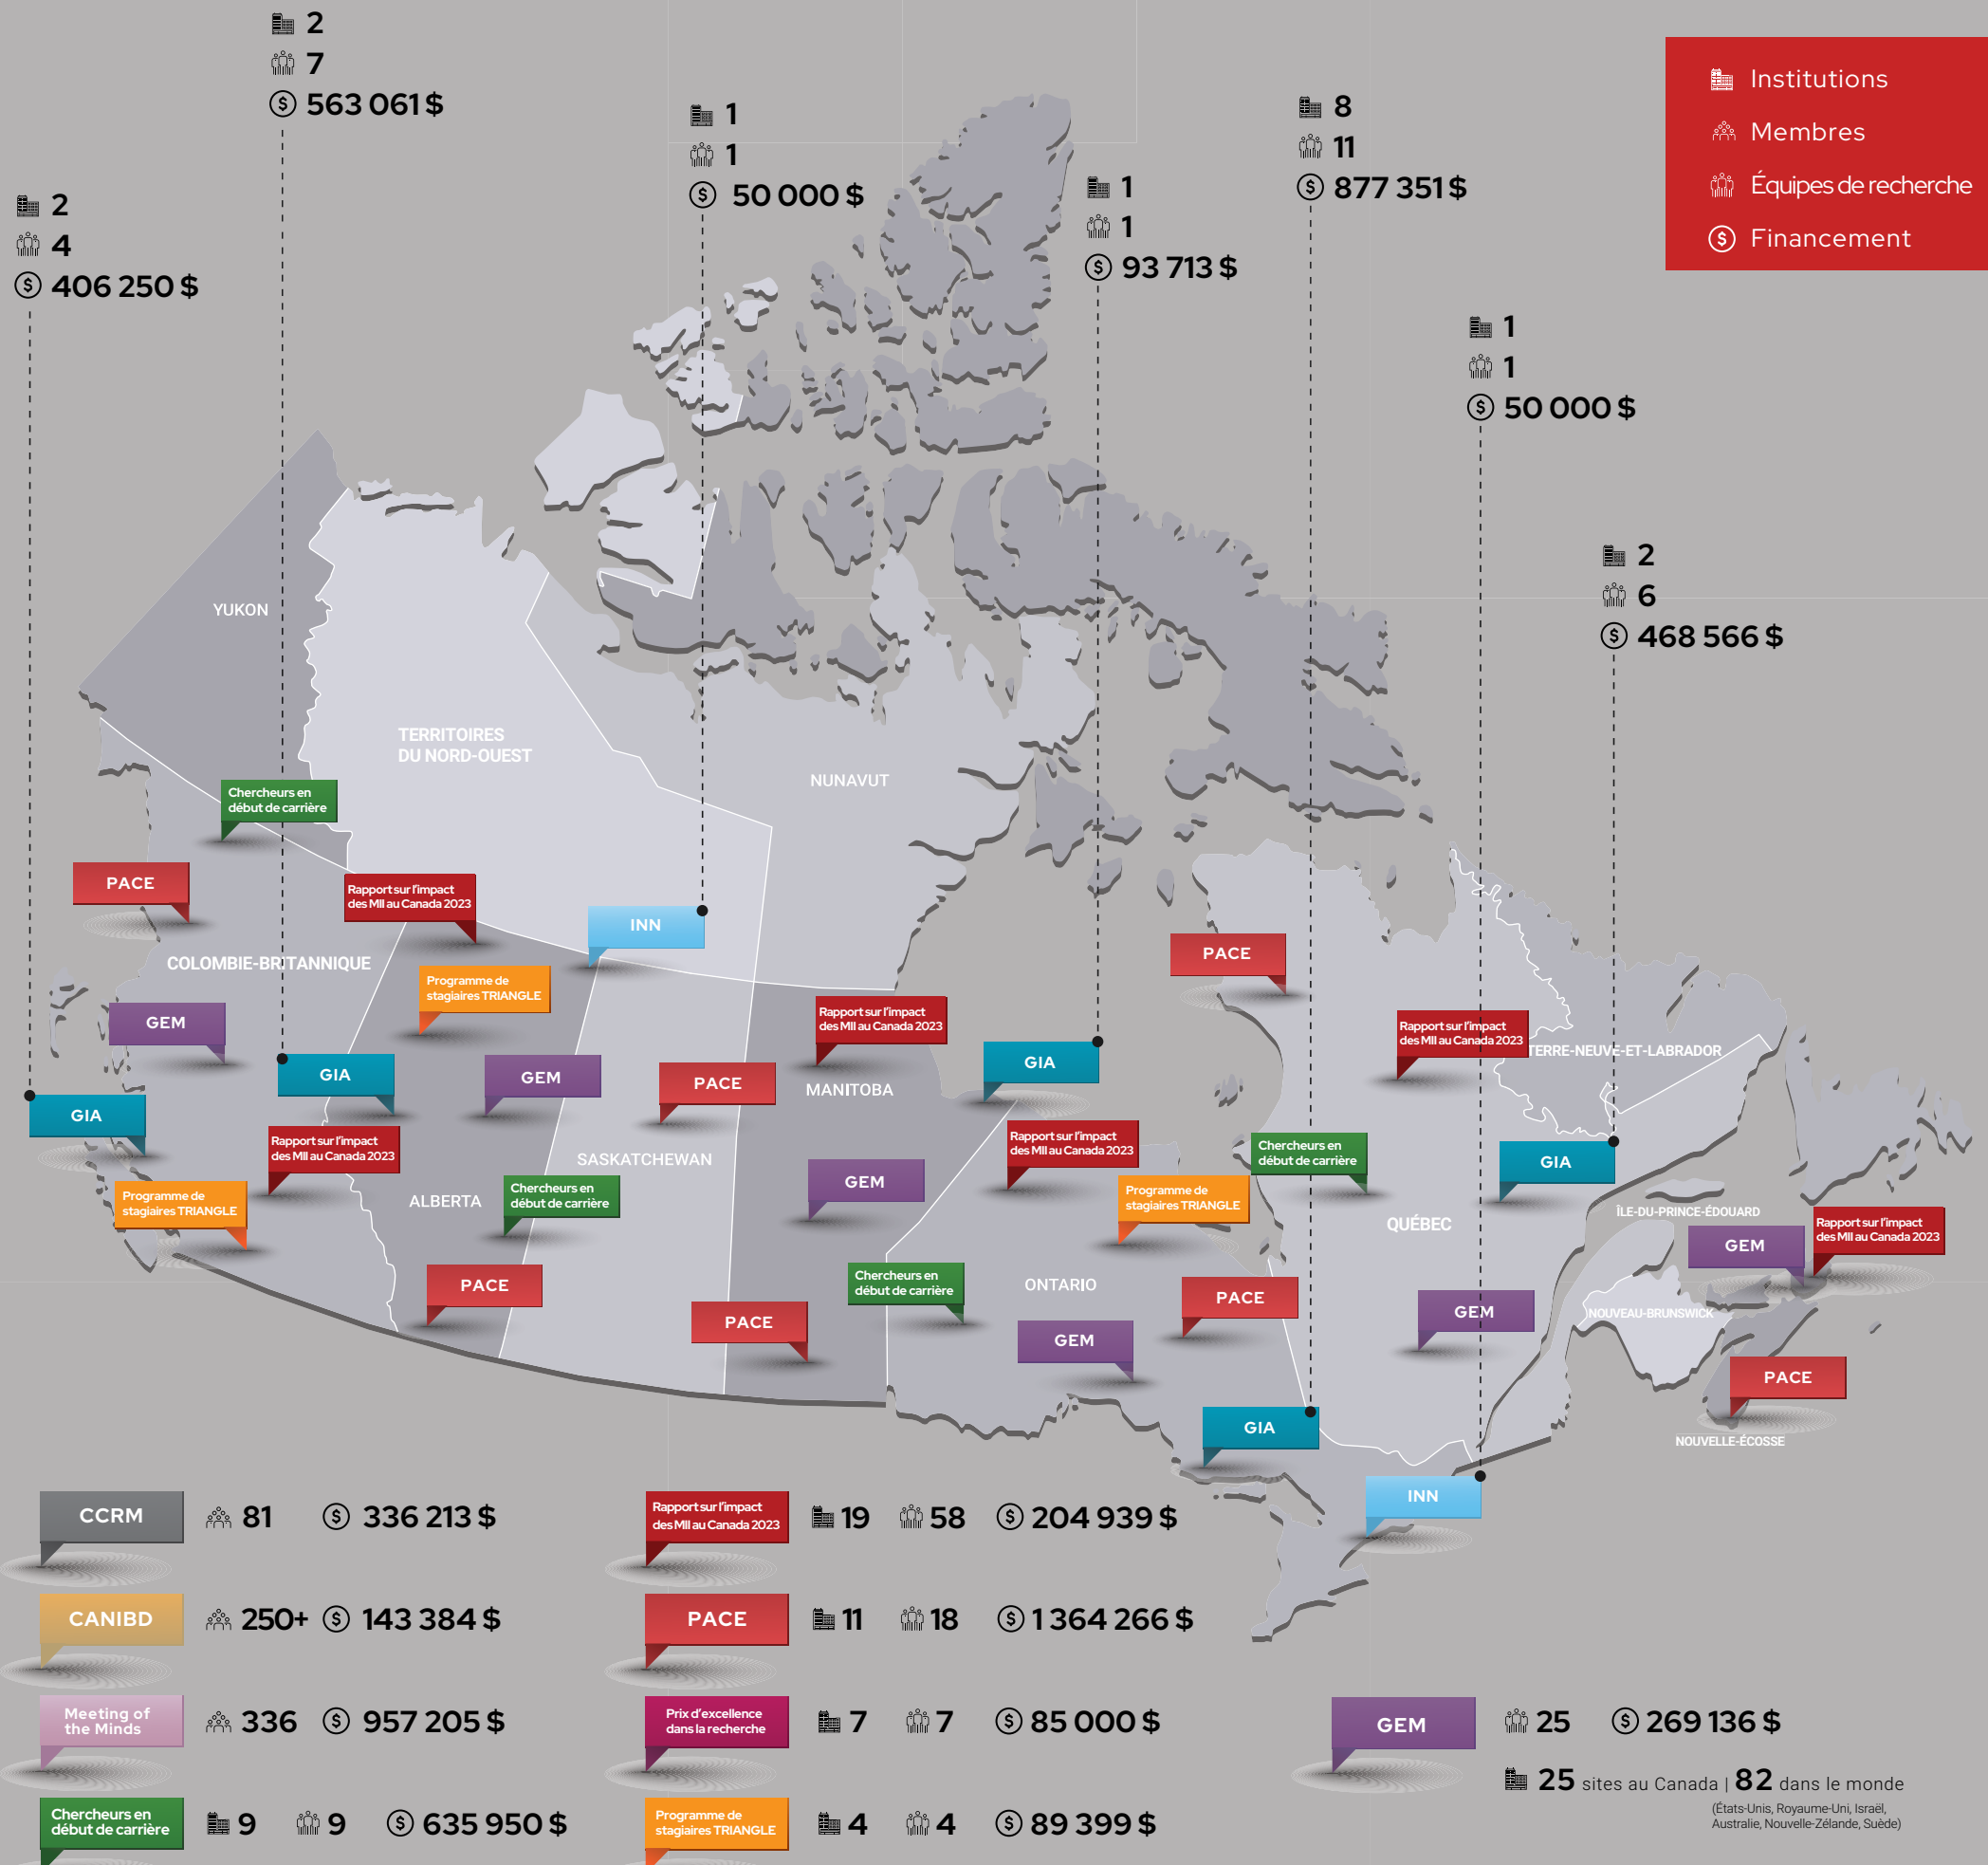 2
7
563 061 $
1
1
50 000 $
8
11
877 351 $
Institutions
Membres
Équipes de recherche
Financement
2
4
406 250 $
1
1
93 713 $
1
1
50 000 $
2
6
468 566 $
YUKON
TERRITOIRES
DU NORD-OUEST
NUNAVUT
Chercheurs en
début de carrière
PACE
Rapport sur l'impact
des MII au Canada 2023
INN
COLOMBIE-BRITANNIQUE
PACE
Programme de
stagiaires TRIANGLE
GEM
Rapport sur l'impact
des MII au Canada 2023
Rapport sur l'impact
des MII au Canada 2023
TERRE-NEUVE-ET-LABRADOR
GIA
GEM
PACE
MANITOBA
GIA
GIA
Rapport sur l'impact
des MII au Canada 2023
SASKATCHEWAN
GEM
Rapport sur l'impact
des MII au Canada 2023
Chercheurs en
début de carrière
GIA
Programme de
stagiaires TRIANGLE
ALBERTA
Chercheurs en
début de carrière
Programme de
stagiaires TRIANGLE
QUÉBEC
ÎLE-DU-PRINCE-ÉDOUARD
GEM
Rapport sur l'impact
des MII au Canada 2023
PACE
Chercheurs en
début de carrière
ONTARIO
PACE
GEM
NOUVEAU-BRUNSWICK
PACE
GEM
PACE
GIA
NOUVELLE-ÉCOSSE
INN
CCRM
81
336 213 $
Rapport sur l'impact
des MII au Canada 2023
19
58
204 939 $
CANIBD
250+
143 384 $
PACE
11
18
1 364 266 $
Meeting of
the Minds
336
957 205 $
Prix d'excellence
dans la recherche
7
7
85 000 $
GEM
25
269 136 $
25 sites au Canada | 82 dans le monde
(États-Unis, Royaume-Uni, Israël,
Australie, Nouvelle-Zélande, Suède)
Chercheurs en
début de carrière
9
9
635 950 $
Programme de
stagiaires TRIANGLE
4
4
89 399 $